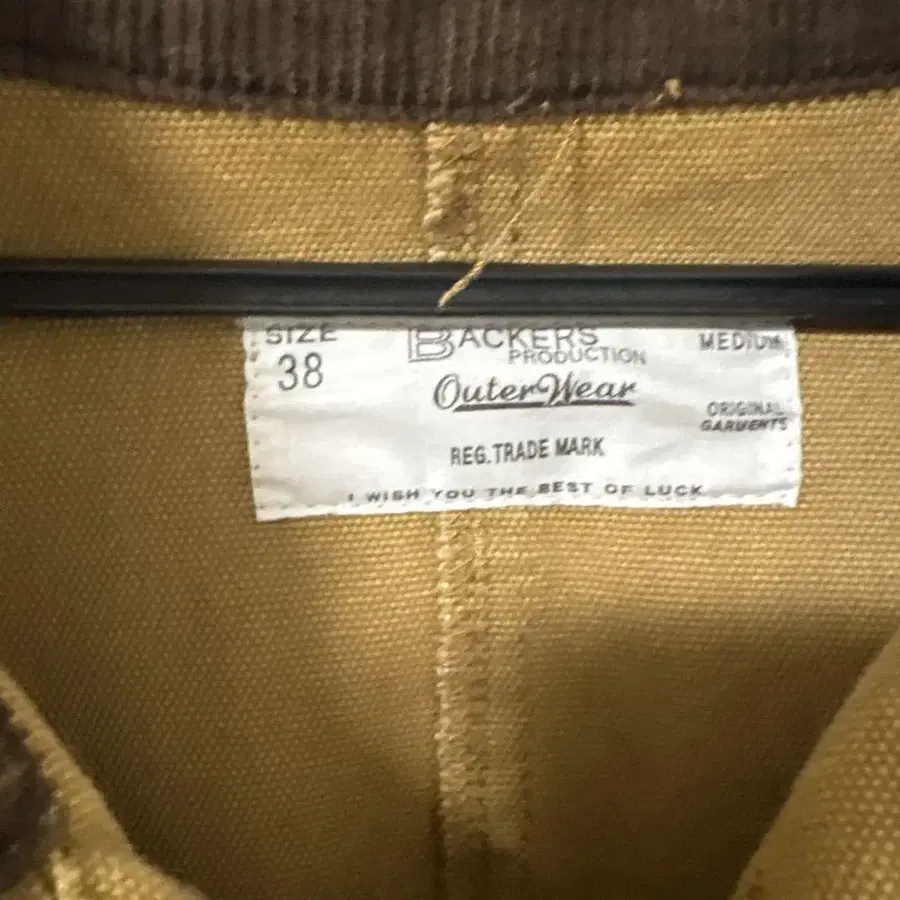 SIZE
38
BACKERS
PRODUCTION
OuterWear
REG. TRADE MARK
MEDIUM
ORIGINAL
GARMENTS
I WISH YOU THE BEST OF LUCK